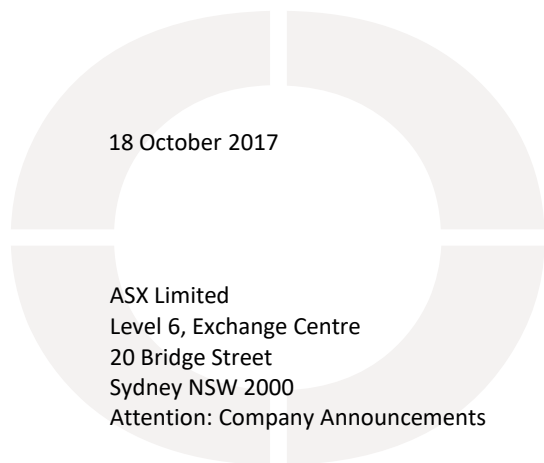 18 October 2017
ASX Limited
Level 6, Exchange Centre
20 Bridge Street
Sydney NSW 2000
Attention: Company Announcements